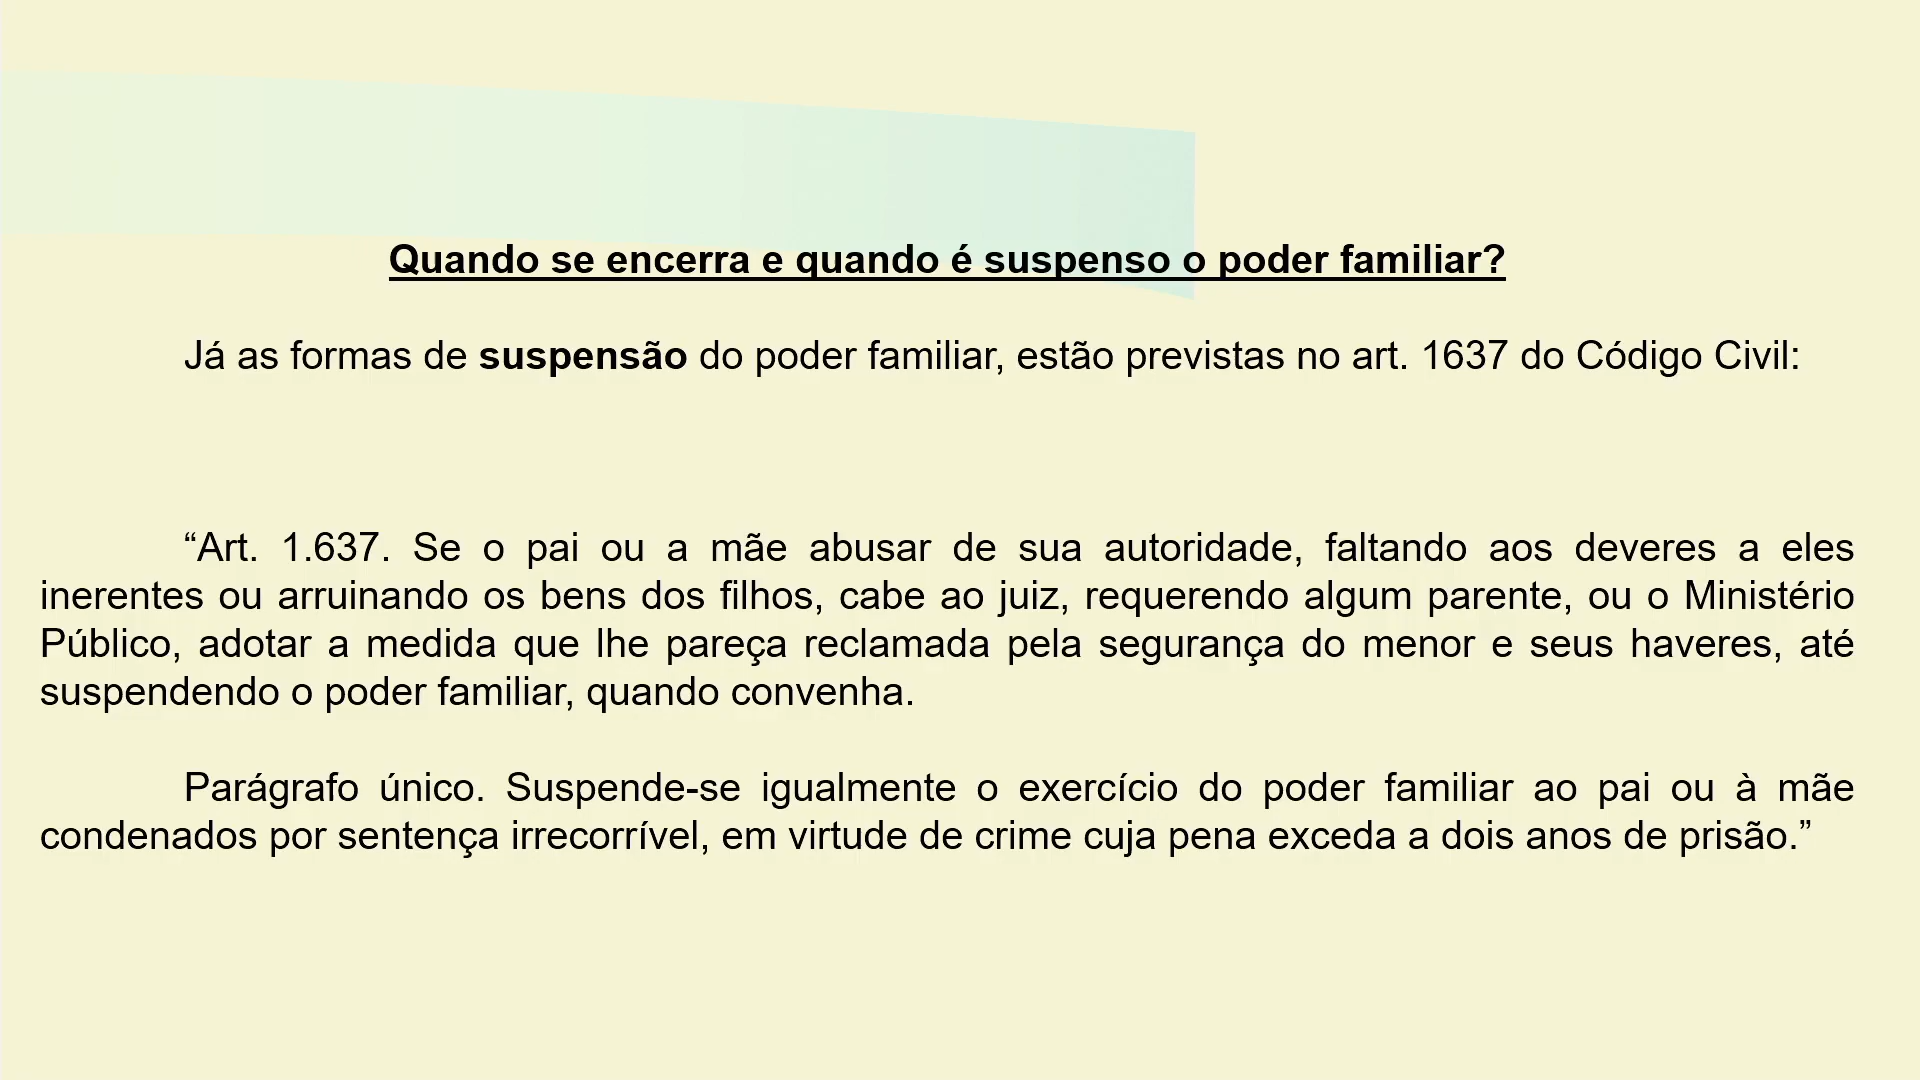 Quando se encerra e quando é suspenso o poder familiar?
Já as formas de suspensão do poder familiar, estão previstas no art. 1637 do Código Civil:
“Art. 1.637. Se o pai ou a mãe abusar de sua autoridade, faltando aos deveres a eles
inerentes ou arruinando os bens dos filhos, cabe ao juiz, requerendo algum parente, ou o Ministério
Público, adotar a medida que lhe pareça reclamada pela segurança do menor e seus haveres, até
suspendendo o poder familiar, quando convenha.
Parágrafo único. Suspende-se igualmente o exercício do poder familiar ao pai ou à mãe
condenados por sentença irrecorrível, em virtude de crime cuja pena exceda a dois anos de prisão.”